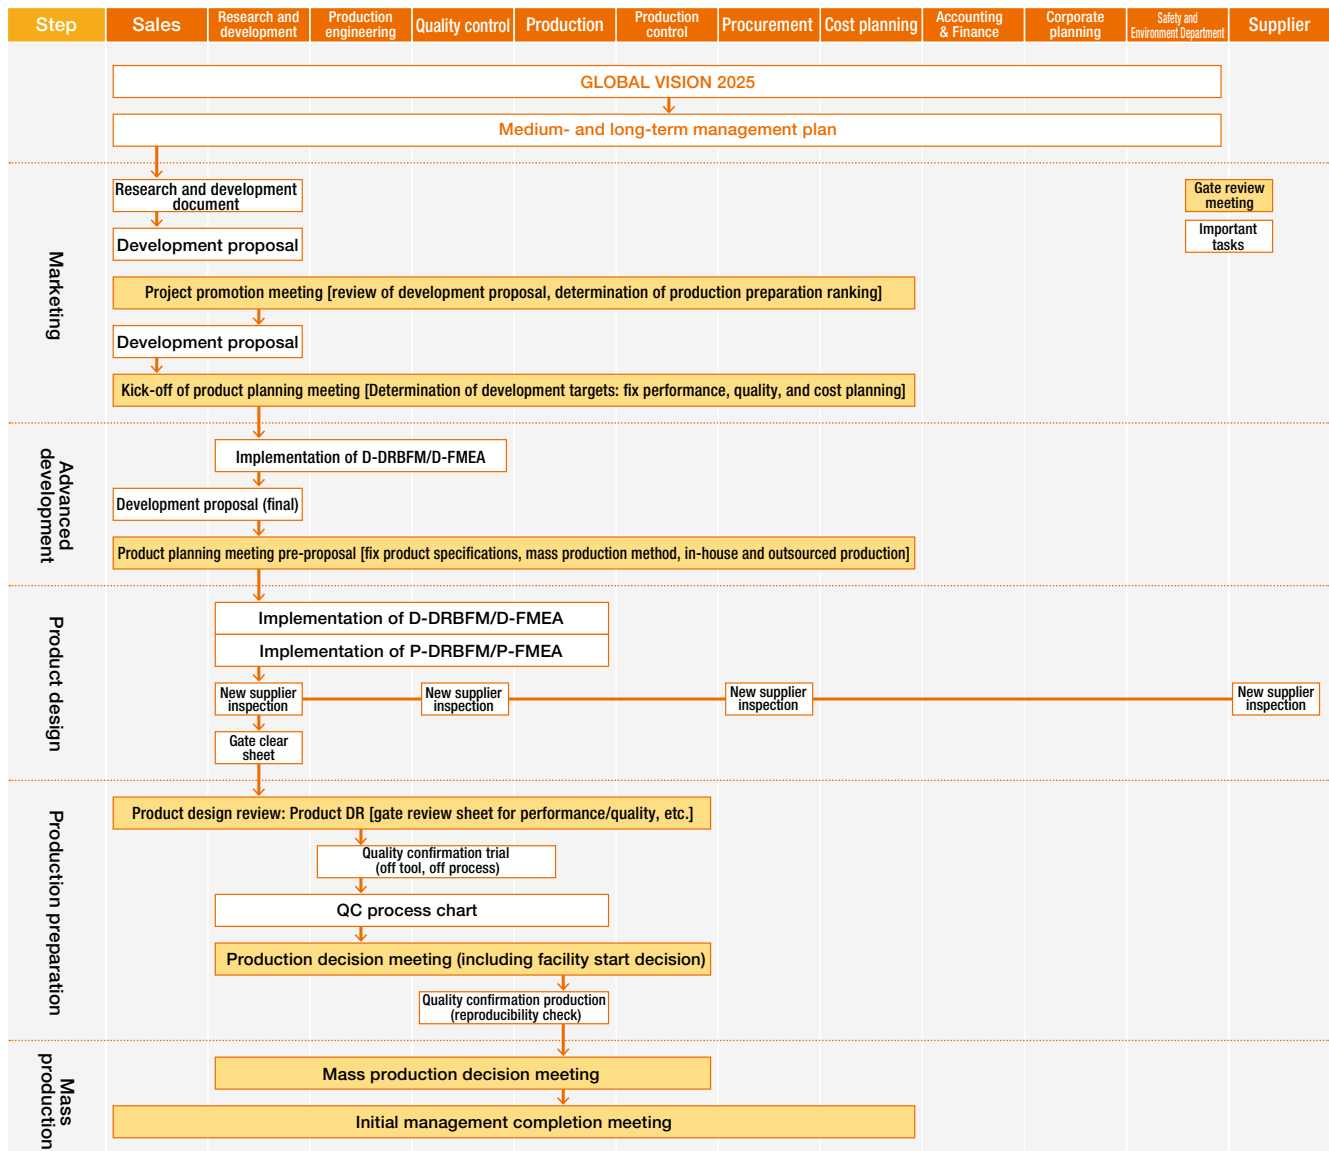 Step
Sales
Research and
development
Production
engineering
Quality control
Production
Production
control
Procurement
Cost planning
Accounting
& Finance
Corporate
planning
Safety and
Environment Department
Supplier
GLOBAL VISION 2025
Medium- and long-term management plan
Marketing
Research and development
document
Gate review
meeting
Important
tasks
Development proposal
Project promotion meeting [review of development proposal, determination of production preparation ranking]
Development proposal
Kick-off of product planning meeting [Determination of development targets: fix performance, quality, and cost planning]
Advanced
development
Implementation of D-DRBFM/D-FMEA
Development proposal (final)
Product planning meeting pre-proposal [fix product specifications, mass production method, in-house and outsourced production]
Product design
Implementation of D-DRBFM/D-FMEA
Implementation of P-DRBFM/P-FMEA
New supplier
inspection
New supplier
inspection
New supplier
inspection
New supplier
inspection
Gate clear
sheet
Production preparation
Product design review: Product DR [gate review sheet for performance/quality, etc.]
Quality confirmation trial
(off tool, off process)
QC process chart
Production decision meeting (including facility start decision)
Quality confirmation production
(reproducibility check)
Mass
production
Mass production decision meeting
Initial management completion meeting